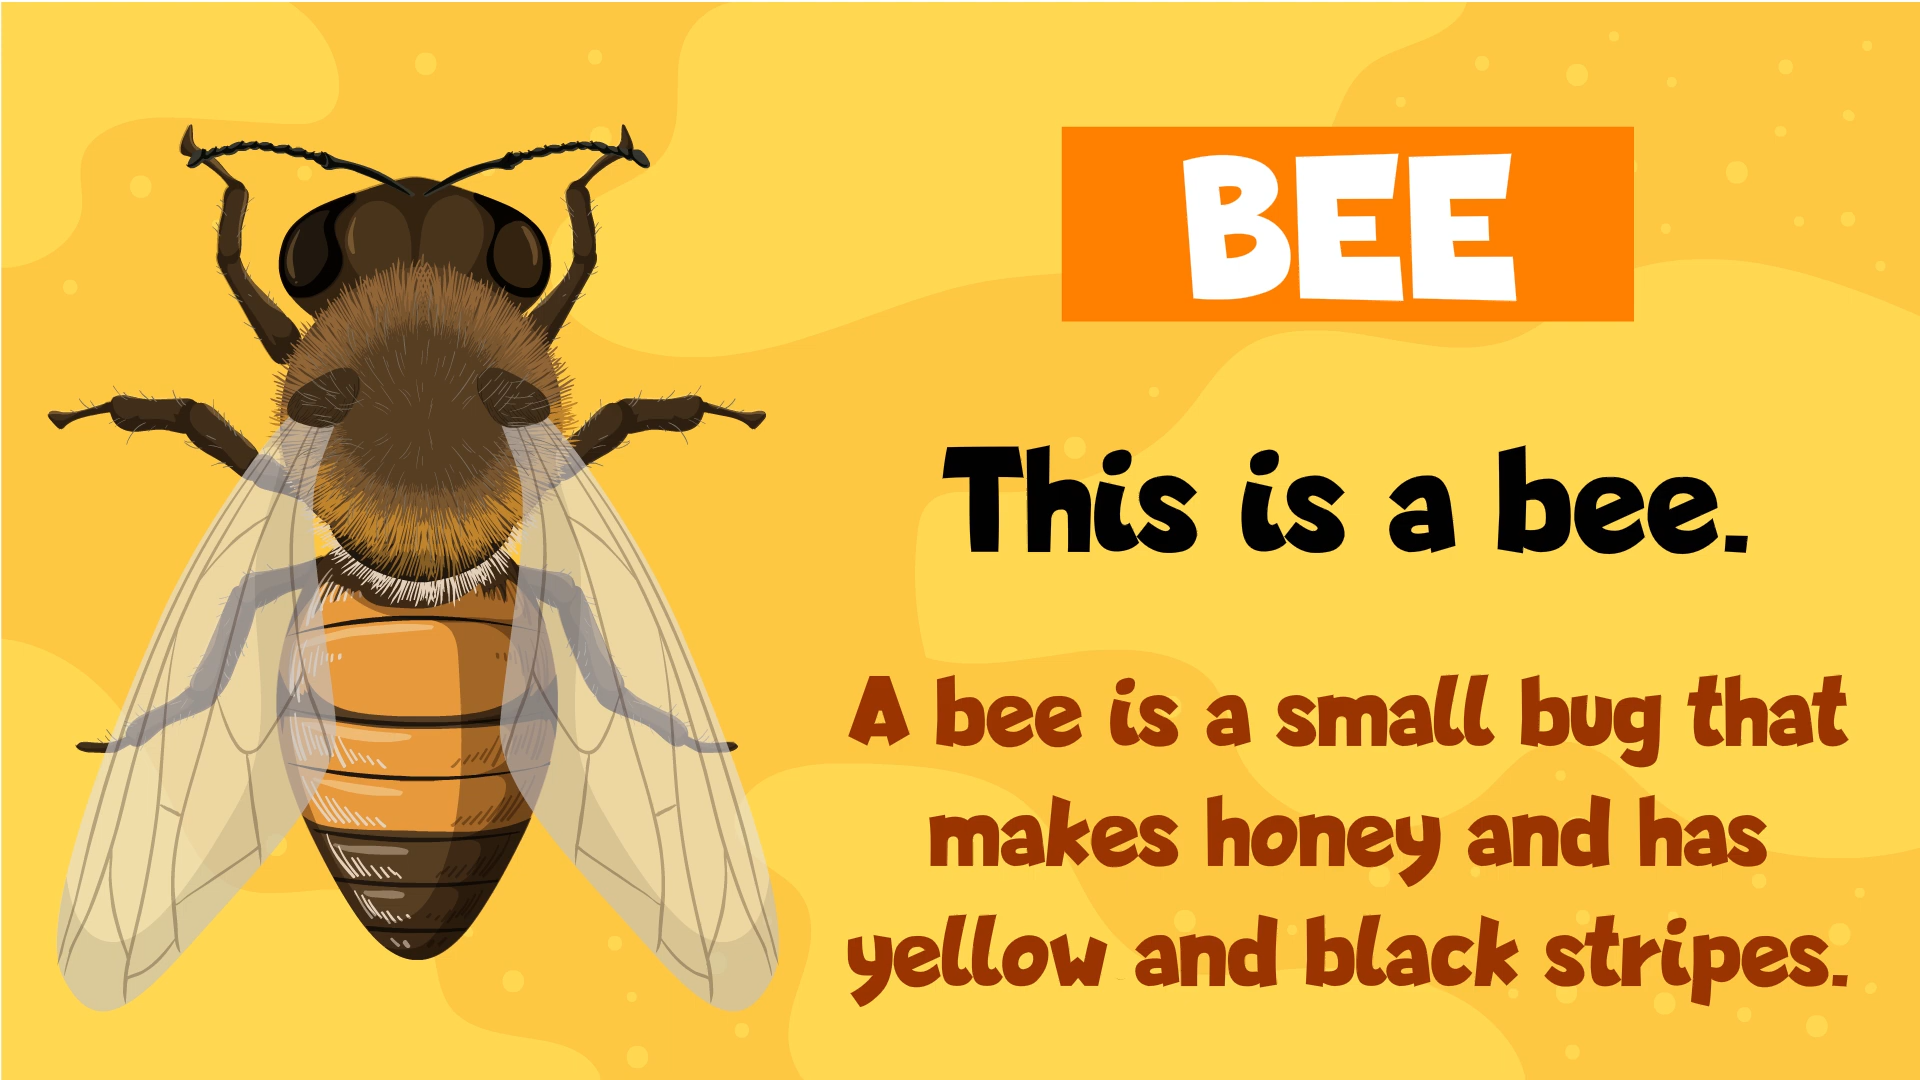 BEE
This is a bee.
A bee is a small bug that
makes honey and has
yellow and black stripes.